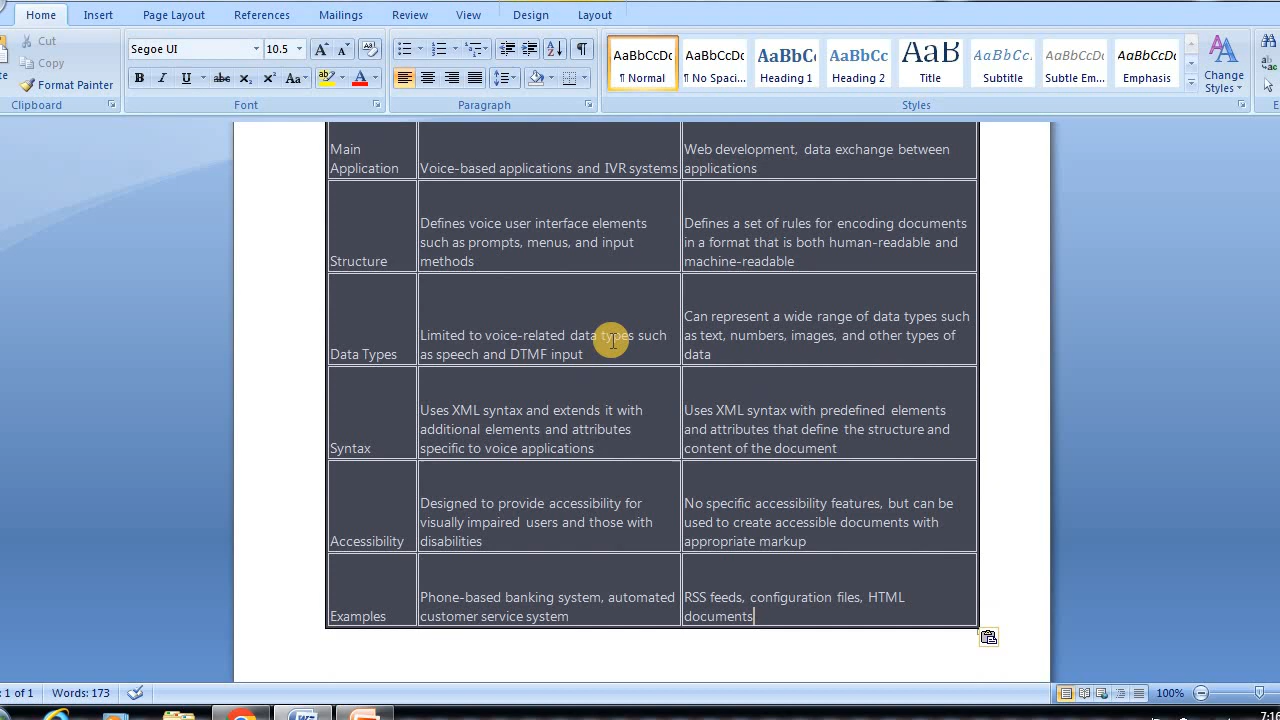 Home Insert Page Layout References Mailings Review View Design Layout
Cut
Copy
Format Painter
Clipboard
Segoe UI 10.5
Font
Paragraph
AaBbCcDc AaBbCcDc AaBbCc AaBbCc AaB AaBbCc. AaBbCcDc AaBbCcDc
¶ Normal ¶ No Spaci... Heading 1 Heading 2 Title Subtitle Subtle Em... Emphasis
Change
Styles
Styles
Main
Application
Voice-based applications and IVR systems
Web development, data exchange between
applications
Structure
Defines voice user interface elements
such as prompts, menus, and input
methods
Defines a set of rules for encoding documents
in a format that is both human-readable and
machine-readable
Data Types
Limited to voice-related data types such
as speech and DTMF input
Can represent a wide range of data types such
as text, numbers, images, and other types of
data
Syntax
Uses XML syntax and extends it with
additional elements and attributes
specific to voice applications
Uses XML syntax with predefined elements
and attributes that define the structure and
content of the document
Accessibility
Designed to provide accessibility for
visually impaired users and those with
disabilities
No specific accessibility features, but can be
used to create accessible documents with
appropriate markup
Examples
Phone-based banking system, automated
customer service system
RSS feeds, configuration files, HTML
documents
: 1 of 1 Words: 173 100%